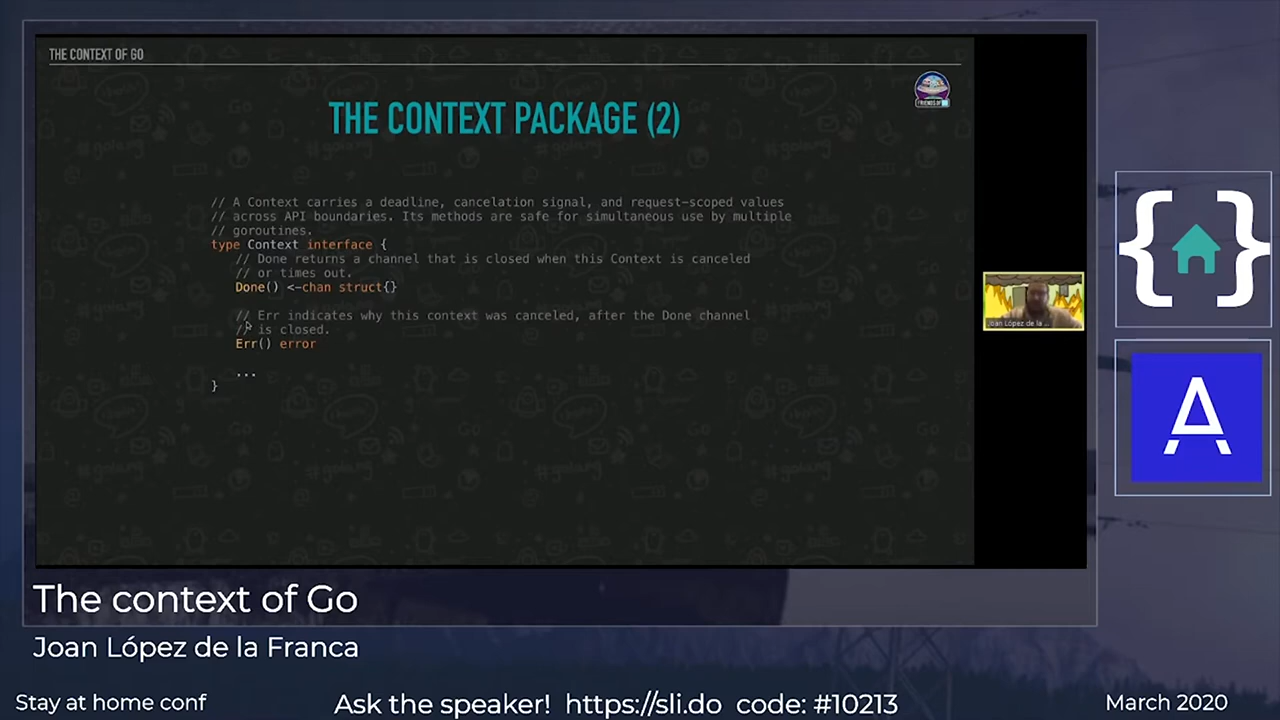 THE CONTEXT OF GO
THE CONTEXT PACKAGE (2)
// A Context carries a deadline, cancelation signal, and request-scoped values
// across API boundaries. Its methods are safe for simultaneous use by multiple
// goroutines.
type Context interface {
// Done returns a channel that is closed when this Context is canceled
// or times out.
Done() <-chan struct{}
// Err indicates why this context was canceled, after the Done channel
// is closed.
Err() error
...
}
Joan López de la ...
{ }
A
The context of Go
Joan López de la Franca
Stay at home conf
Ask the speaker! https://sli.do code: #10213
March 2020